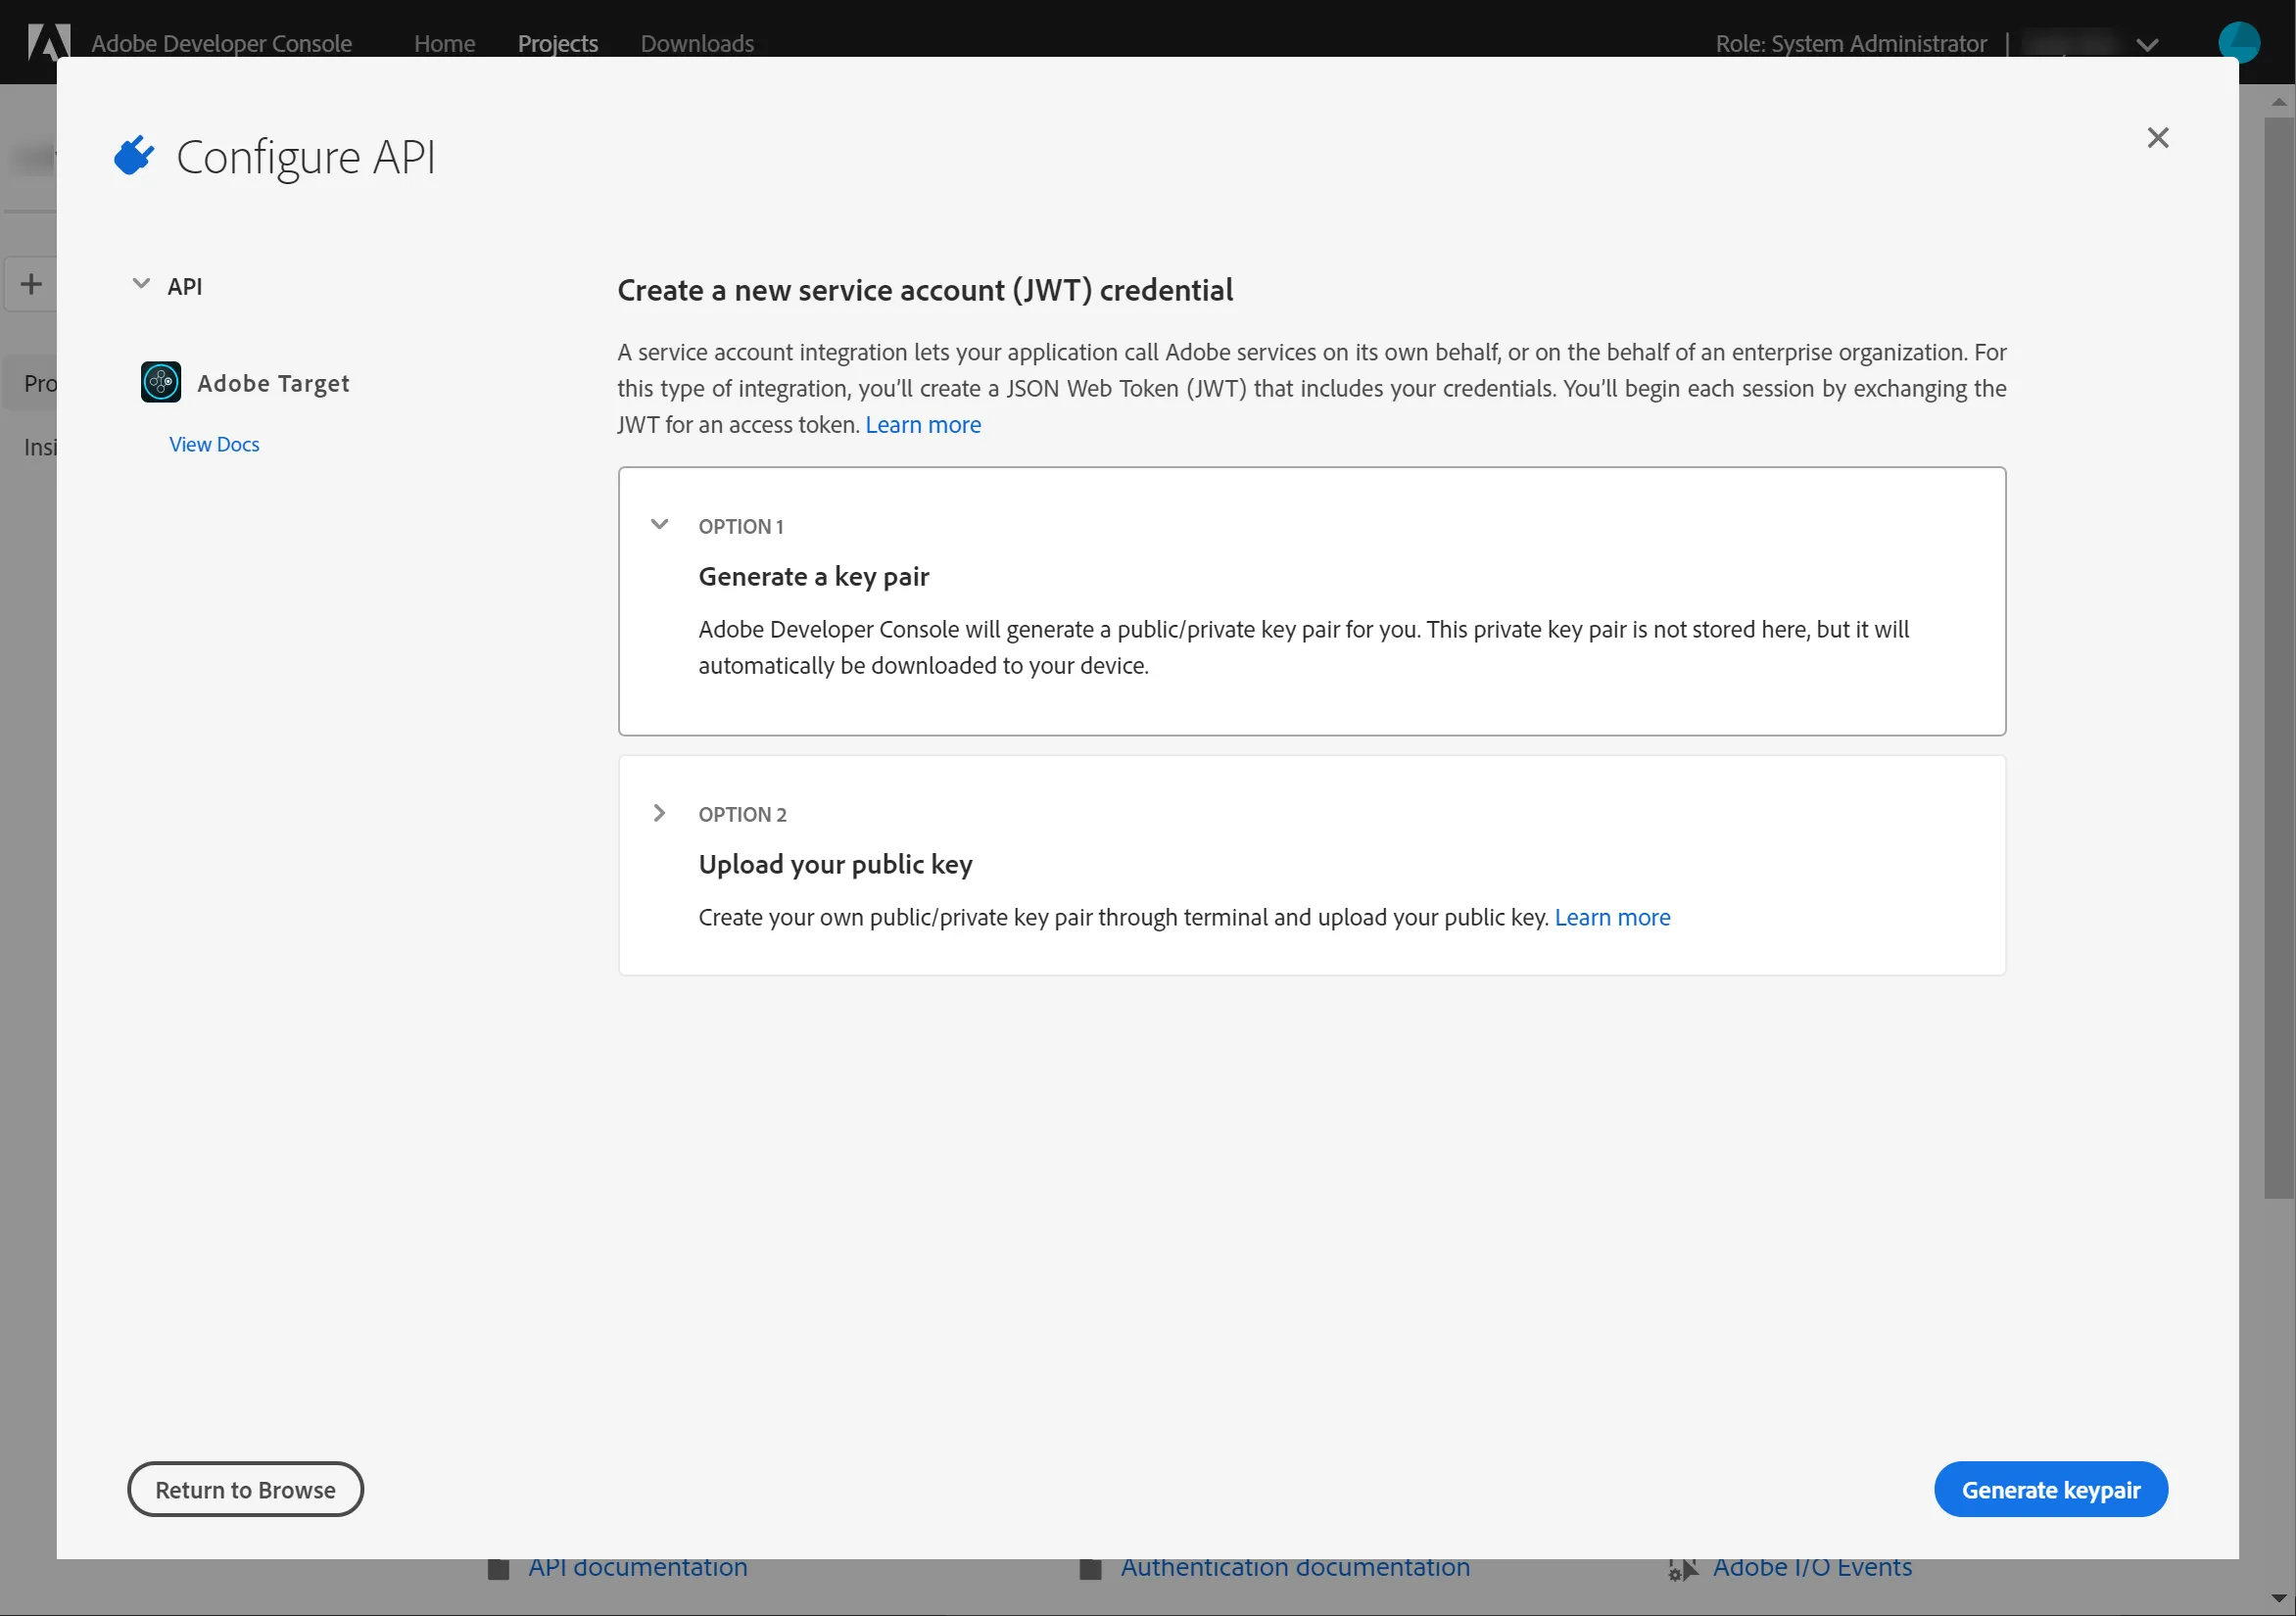 Adobe Developer Console Home Projects Downloads Role: System Administrator |
Configure API
API
Adobe Target
View Docs
Pro
Insi
Create a new service account (JWT) credential
A service account integration lets your application call Adobe services on its own behalf, or on the behalf of an enterprise organization. For
this type of integration, you’ll create a JSON Web Token (JWT) that includes your credentials. You’ll begin each session by exchanging the
JWT for an access token. Learn more
OPTION 1
Generate a key pair
Adobe Developer Console will generate a public/private key pair for you. This private key pair is not stored here, but it will
automatically be downloaded to your device.
OPTION 2
Upload your public key
Create your own public/private key pair through terminal and upload your public key. Learn more
Return to Browse
Generate keypair
API documentation
Authentication documentation
Adobe I/O Events